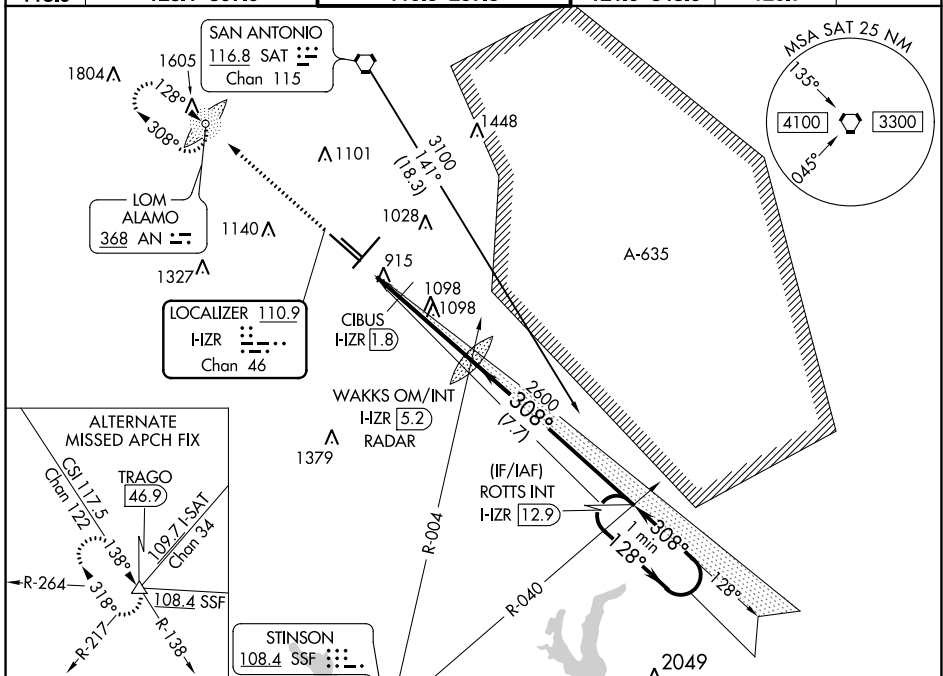 SAN ANTONIO
116.8 SAT
Chan 115
MSA SAT 25 NM
135°
4100
3300
045°
1804
1605
128°
308°
1448
3100
141°
(18.3)
1101
LOM
ALAMO
368 AN
1140
1028
1327
A-635
915
1098
1098
LOCALIZER 110.9
I-IZR
Chan 46
CIBUS
I-IZR 1.8
WAKKS OM/INT
I-IZR 5.2
RADAR
2600
308°
(7.7)
1379
(IF/IAF)
ROTTS INT
I-IZR 12.9
1 min
308°
128°
128°
R-004
R-040
ALTERNATE
MISSED APCH FIX
TRAGO
46.9
CSI 117.5
Chan 122
109.7 I-SAT
Chan 34
138°
318°
R-264
108.4 SSF
R-217
R-138
STINSON
108.4 SSF
2049